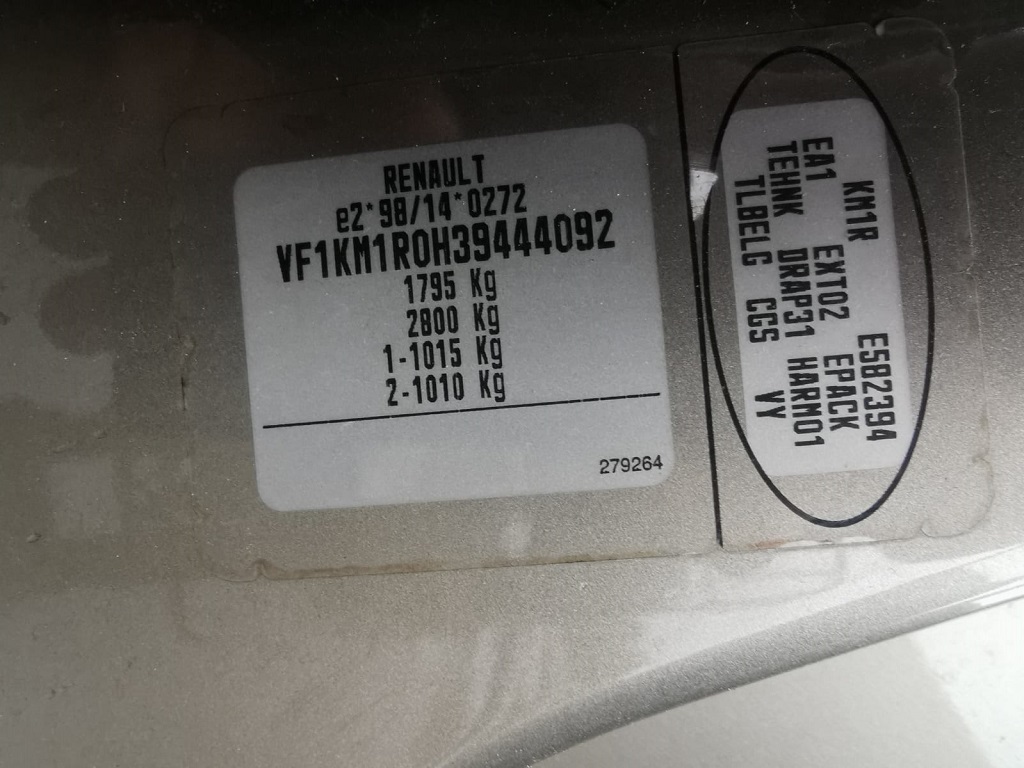 RENAULT
e2*98/14*0272
VF1KM1R0H39444092
1795 Kg
2800 Kg
1-1015 Kg
2-1010 Kg
279264
KM1R E582394
EA1 EXT02 EPACK
TEHNK DRAP31 HARM01
TLBELG CGS VY